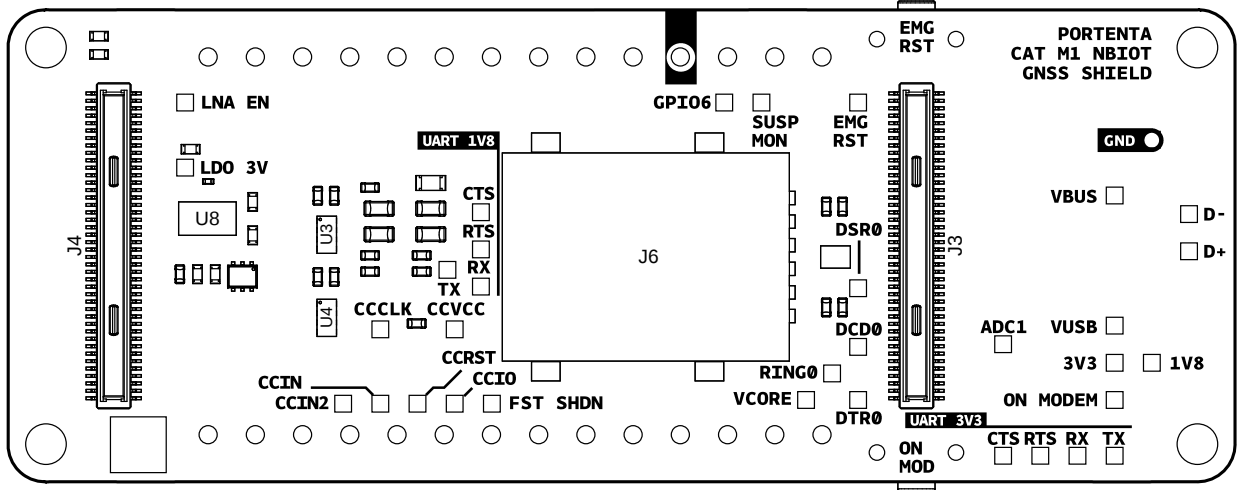 EMG
RST
PORTENTA
CAT M1 NBIOT
GNSS SHIELD
LNA EN
GPIO6
SUSP
MON
EMG
RST
UART 1V8
GND
LDO 3V
CTS
VBUS
U8
U3
RTS
DSR0
D-
J4
J6
J3
D+
RX
TX
U4
CCCLK
CCVCC
DCD0
ADC1
VUSB
CCRST
3V3
1V8
CCIN
CCIO
RING0
CCIN2
FST SHDN
VCORE
ON MODEM
DTR0
UART 3V3
CTS
RTS
RX
TX
ON
MOD